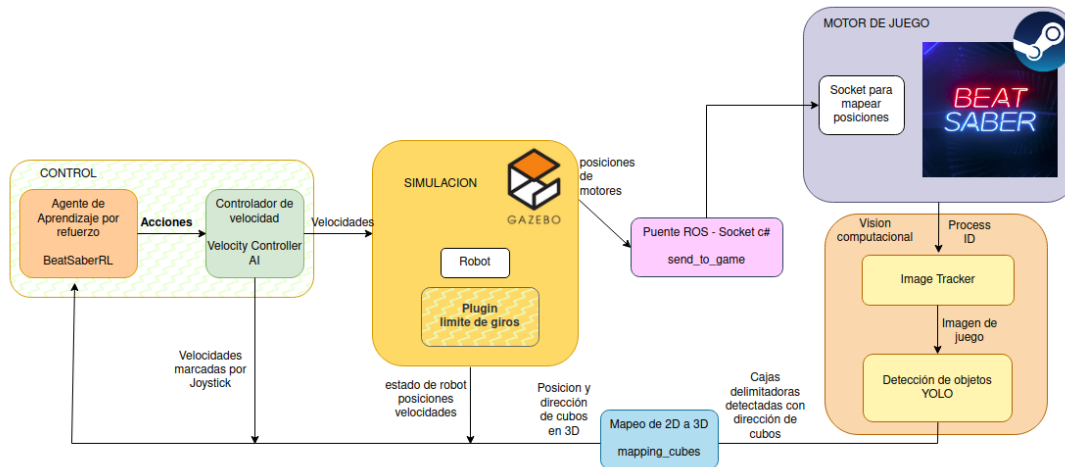 MOTOR DE JUEGO
Socket para
mapear
posiciones
BEAT
SABER
CONTROL
Agente de
Aprendizaje por
refuerzo
BeatSaberRL
Acciones
Controlador de
velocidad
Velocity Controller
AI
Velocidades
SIMULACION
GAZEBO
Robot
Plugin
limite de giros
posiciones
de
motores
Puente ROS - Socket c#
send_to_game
Vision
computacional
Process
ID
Image Tracker
Imagen de
juego
Detección de objetos
YOLO
Velocidades
marcadas por
Joystick
estado de robot
posiciones
velocidades
Posicion y
dirección
de cubos
en 3D
Mapeo de 2D a 3D
mapping_cubes
Cajas
delimitadoras
detectadas con
dirección de
cubos